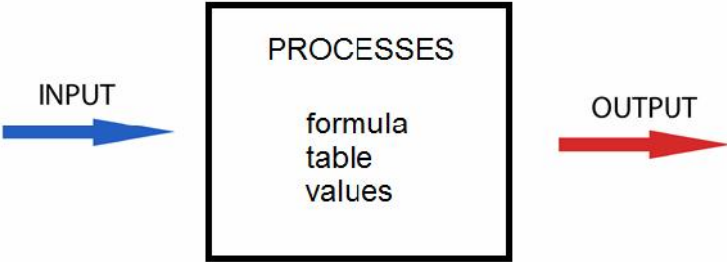 INPUT
PROCESSES
formula
table
values
OUTPUT